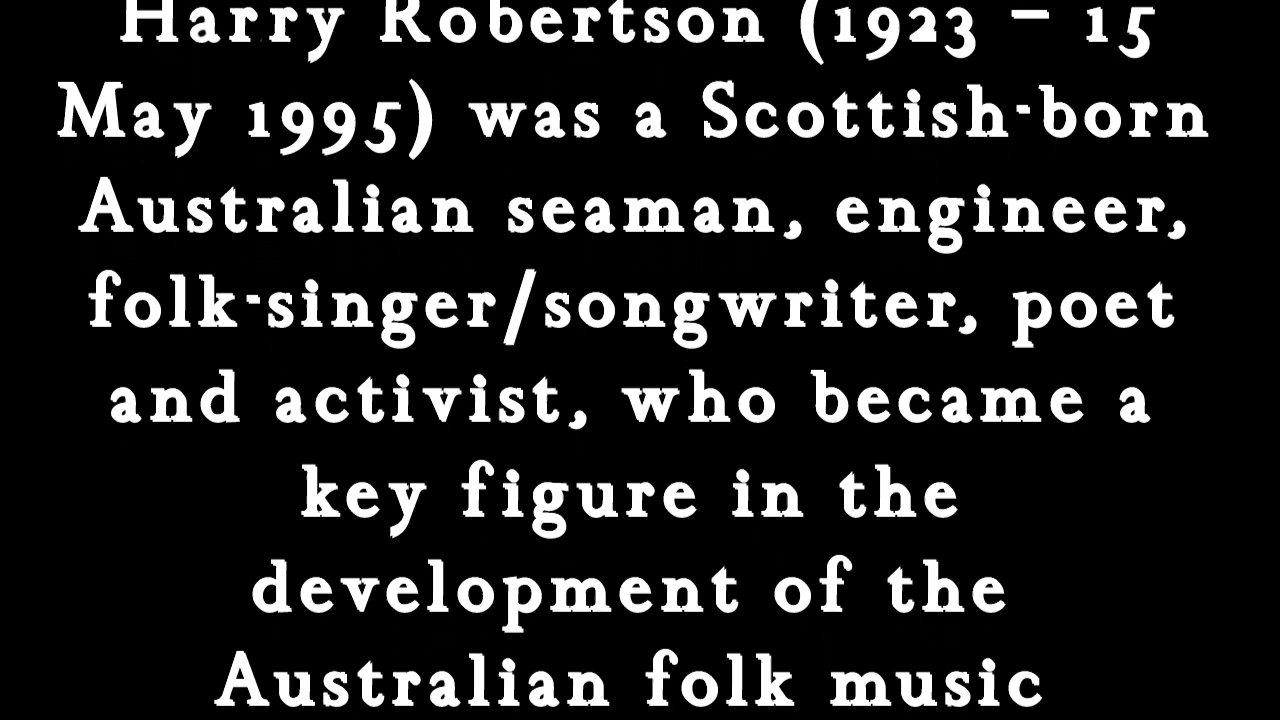 Harry Robertson (1923 – 15
May 1995) was a Scottish-born
Australian seaman, engineer,
folk-singer/songwriter, poet
and activist, who became a
key figure in the
development of the
Australian folk music